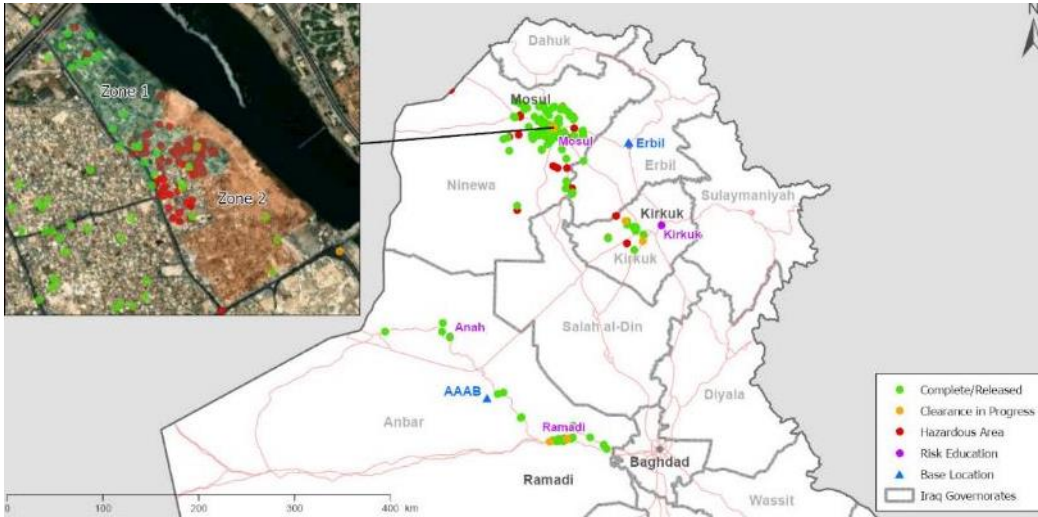 Zone 1
Zone 2
N
Dahuk
Mosul
Mosul
Erbil
Erbil
Ninewa
Sulaymaniyah
Kirkuk
Kirkuk
Kirkuk
Anah
Salah al-Din
AAAB
Diyala
Anbar
Ramadi
Baghdad
Ramadi
Wassit
0 100 200 300 400 km
Complete/Released
Clearance in Progress
Hazardous Area
Risk Education
Base Location
Iraq Governorates